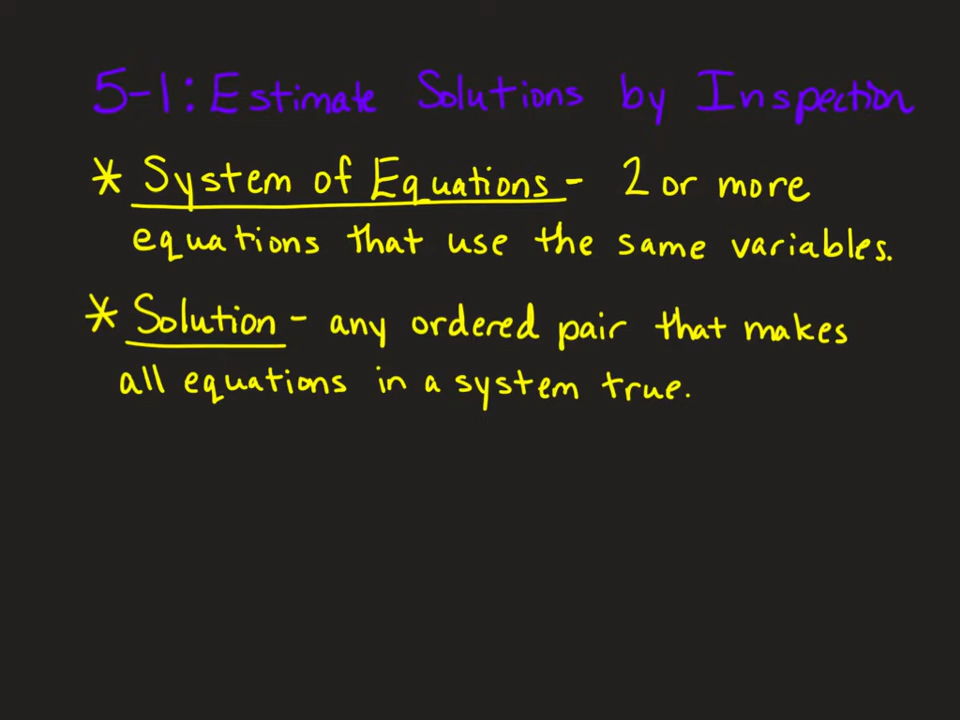 5-1: Estimate Solutions by Inspection
* System of Equations - 2 or more
equations that use the same variables.
* Solution - any ordered pair that makes
all equations in a system true.